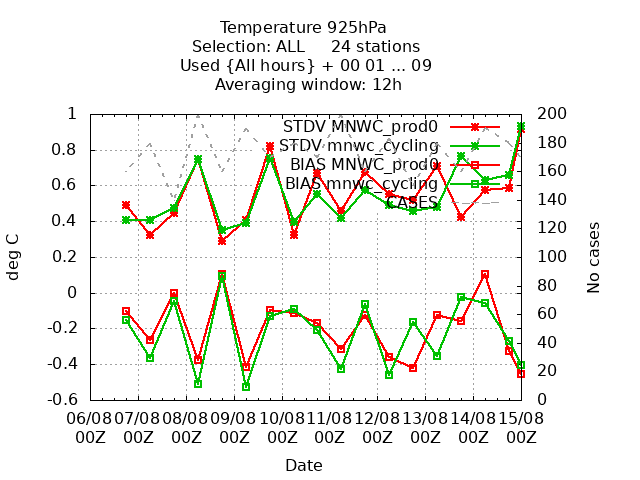 Temperature 925hPa
Selection: ALL     24 stations
Used {All hours} + 00 01 ... 09
Averaging window: 12h
STDV MNWC_prod0
STDV mnwc_cycling
BIAS MNWC_prod0
BIAS mnwc_cycling
CASES
1
0.8
0.6
0.4
0.2
0
-0.2
-0.4
-0.6
deg C
200
180
160
140
120
100
80
60
40
20
0
No cases
06/08 07/08 08/08 09/08 10/08 11/08 12/08 13/08 14/08 15/08
00Z 00Z 00Z 00Z 00Z 00Z 00Z 00Z 00Z 00Z
Date